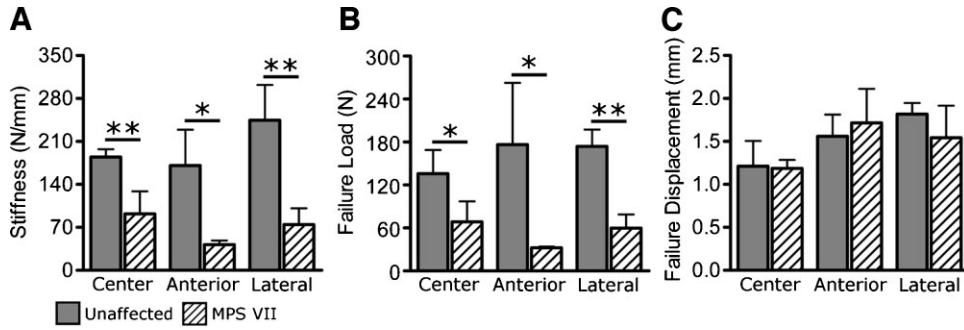 A
Stiffness (N/mm)
350
280
210
140
70
0
**
*
**
Center Anterior Lateral
Unaffected MPS VII
B
Failure Load (N)
300
240
180
120
60
0
*
*
**
Center Anterior Lateral
C
Failure Displacement (mm)
2.5
2.0
1.5
1.0
0.5
0.0
Center Anterior Lateral